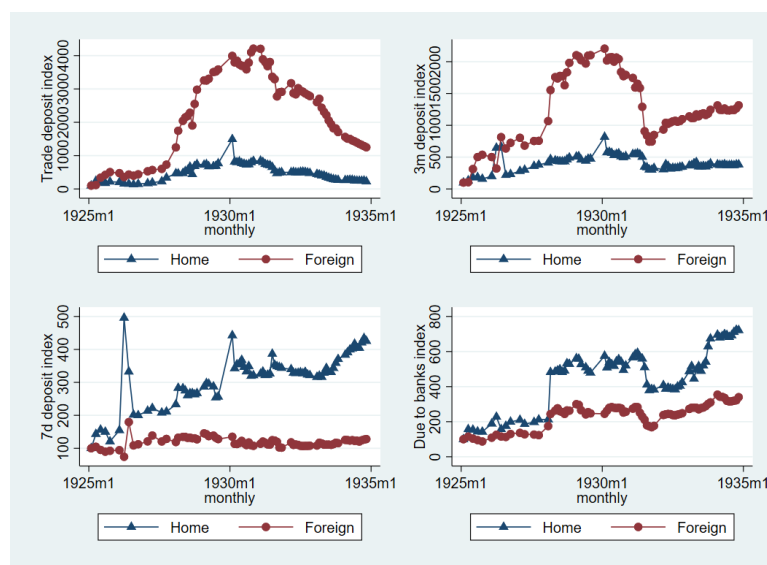 Trade deposit index
0 1000 2000 3000 4000
1925m1 1930m1 1935m1
monthly
Home Foreign
3m deposit index
0 500 1000 1500 2000
1925m1 1930m1 1935m1
monthly
Home Foreign
7d deposit index
100 200 300 400 500
1925m1 1930m1 1935m1
monthly
Home Foreign
Due to banks index
0 200 400 600 800
1925m1 1930m1 1935m1
monthly
Home Foreign